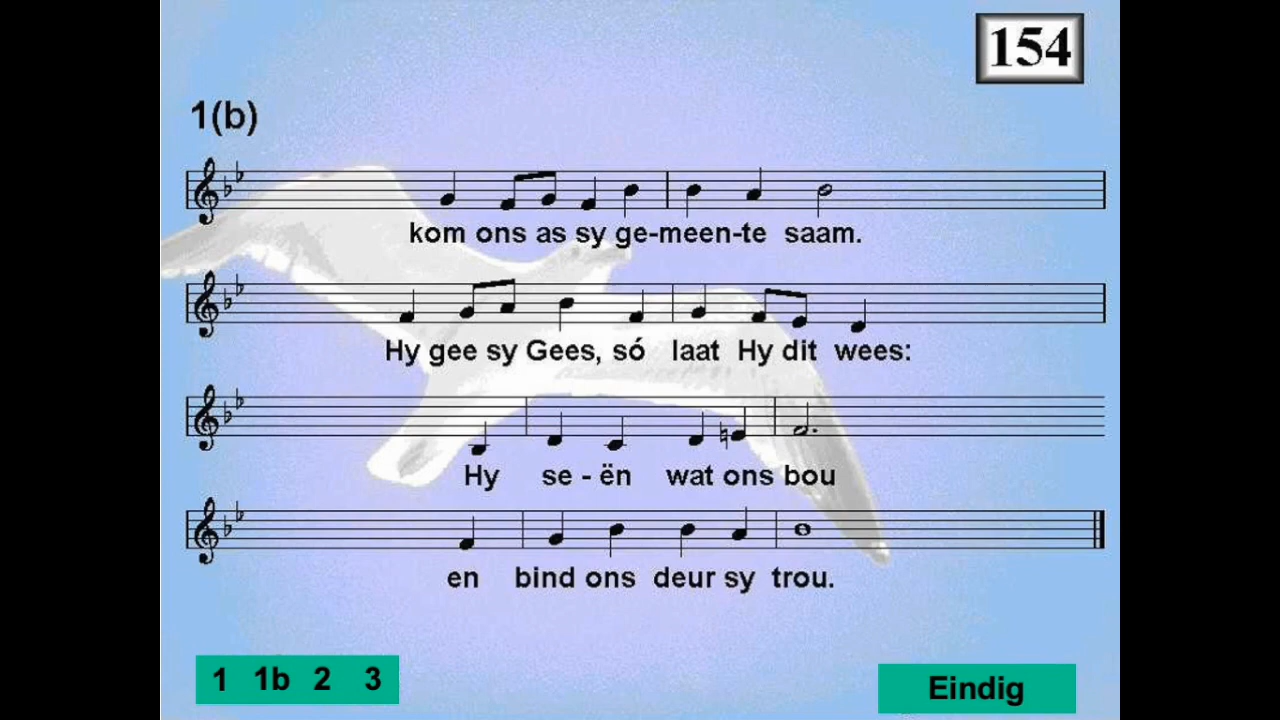 154
1(b)
kom ons as sy ge-meen-te saam.
Hy gee sy Gees, só laat Hy dit wees:
Hy se - ën wat ons bou
en bind ons deur sy trou.
1 1b 2 3
Eindig